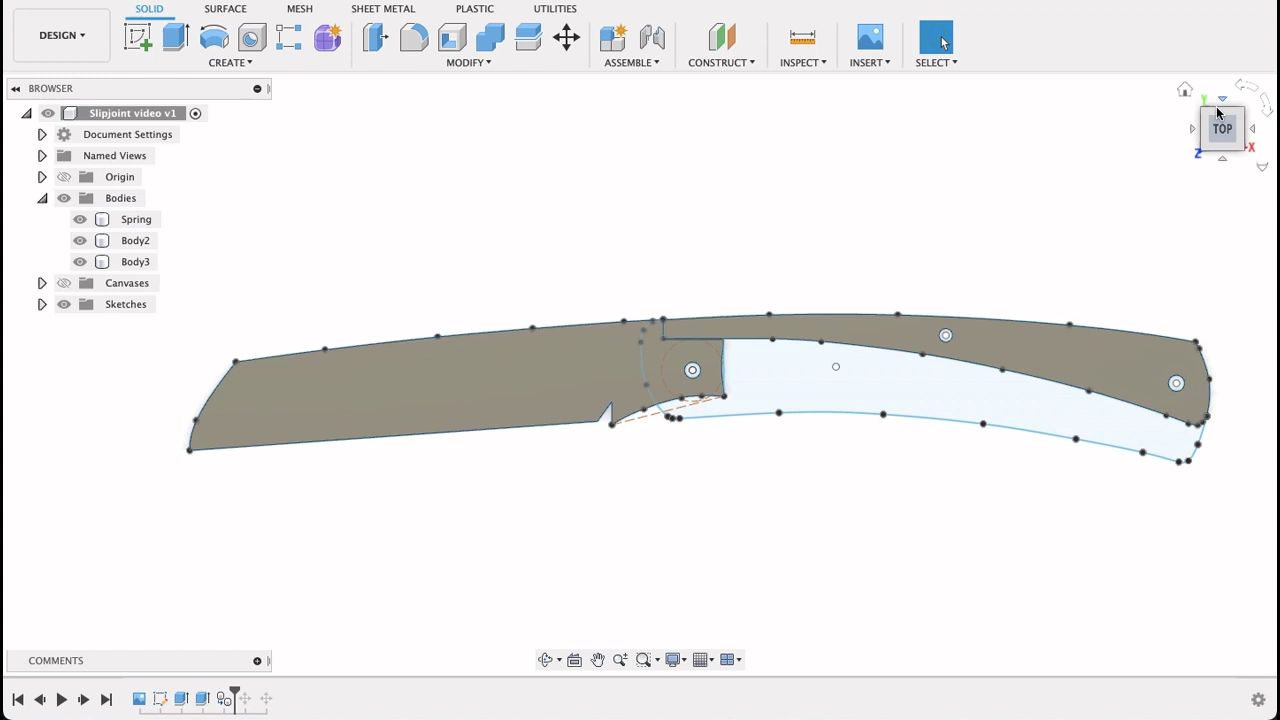 SOLID SURFACE MESH SHEET METAL PLASTIC UTILITIES
DESIGN
CREATE MODIFY ASSEMBLE CONSTRUCT INSPECT INSERT SELECT
BROWSER
Slipjoint video v1
Document Settings
Named Views
Origin
Bodies
Spring
Body2
Body3
Canvases
Sketches
Y
TOP
X
Z
COMMENTS